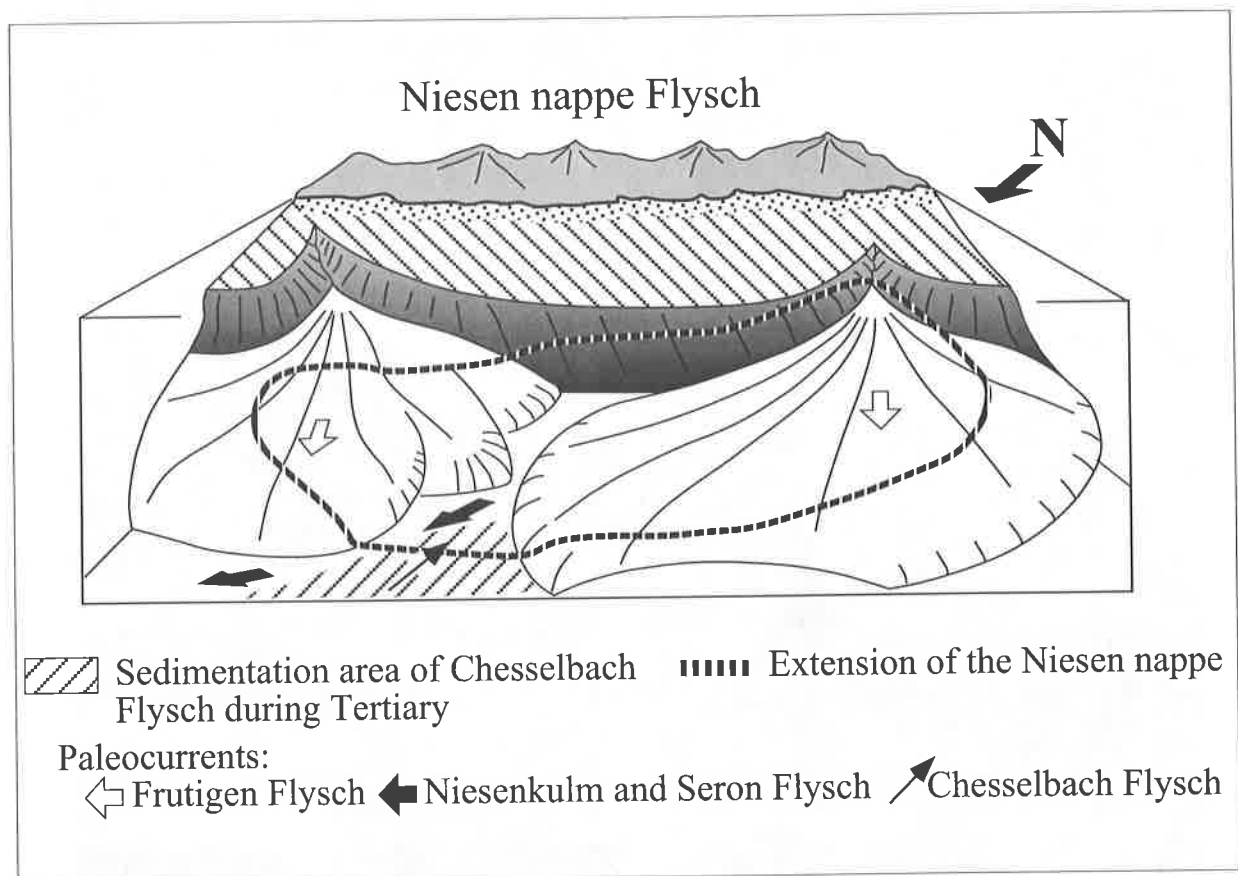 Niesen nappe Flysch
N
Sedimentation area of Chesselbach
Flysch during Tertiary
Extension of the Niesen nappe
Paleocurrents:
Frutigen Flysch
Niesenkulm and Seron Flysch
Chesselbach Flysch